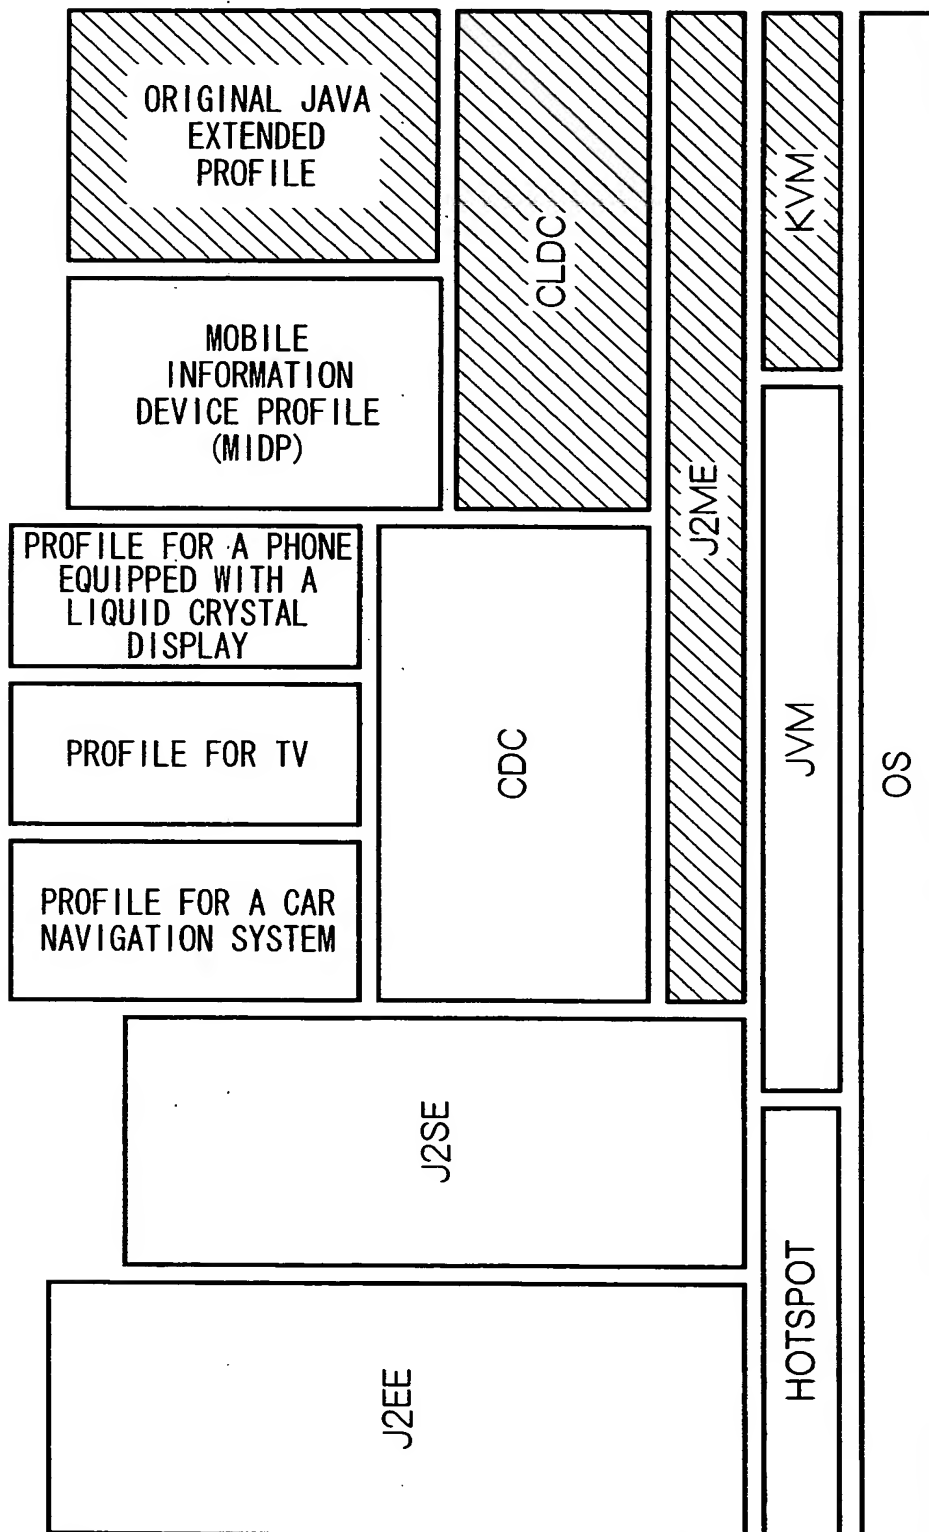 ORIGINAL JAVA
EXTENDED
PROFILE
MOBILE
INFORMATION
DEVICE PROFILE
(MIDP)
PROFILE FOR A PHONE
EQUIPPED WITH A
LIQUID CRYSTAL
DISPLAY
PROFILE FOR TV
PROFILE FOR A CAR
NAVIGATION SYSTEM
CLDC
CDC
J2ME
KVM
JVM
OS
J2SE
J2EE
HOTSPOT